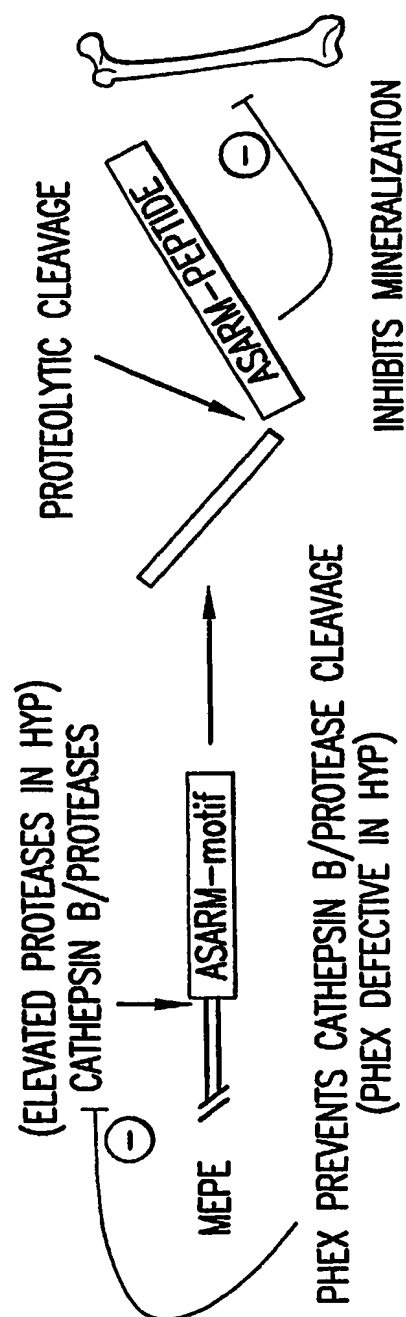 (ELEVATED PROTEASES IN HYP)
CATHEPSIN B/PROTEASES
PROTEOLYTIC CLEAVAGE
(−)
MEPE
ASARM-motif
ASARM-PEPTIDE
(−)
PHEX PREVENTS CATHEPSIN B/PROTEASE CLEAVAGE
(PHEX DEFECTIVE IN HYP)
INHIBITS MINERALIZATION